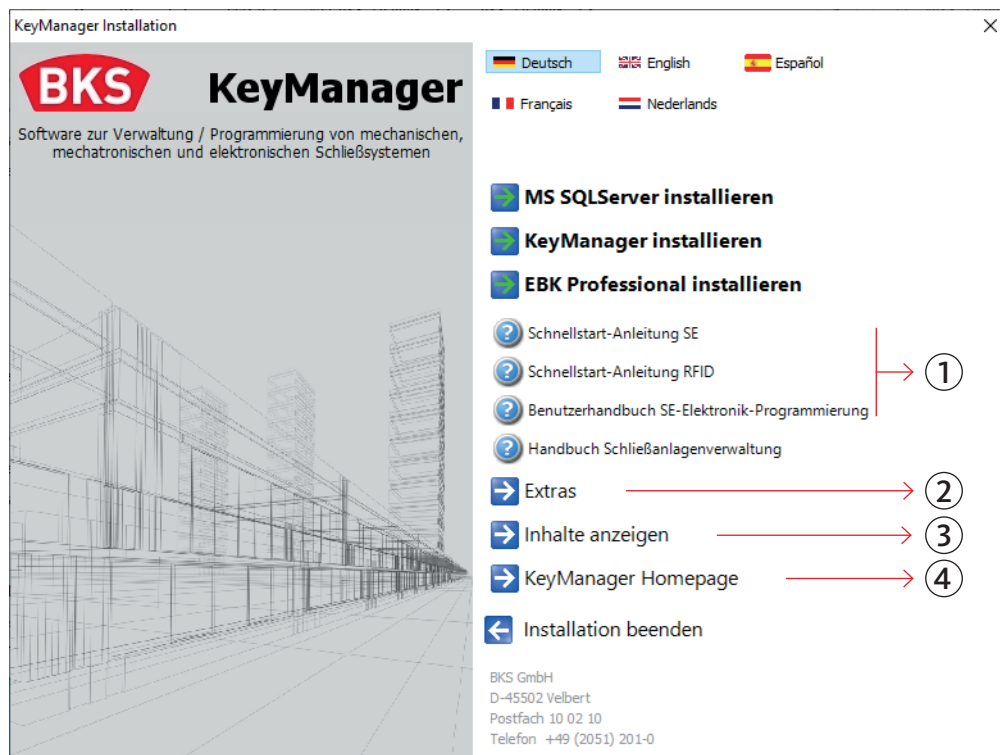 KeyManager Installation
BKS
KeyManager
Software zur Verwaltung / Programmierung von mechanischen,
mechatronischen und elektronischen Schließsystemen
Deutsch
English
Español
Français
Nederlands
MS SQLServer installieren
KeyManager installieren
EBK Professional installieren
Schnellstart-Anleitung SE
Schnellstart-Anleitung RFID
Benutzerhandbuch SE-Elektronik-Programmierung
1
Handbuch Schließanlagenverwaltung
Extras
2
Inhalte anzeigen
3
KeyManager Homepage
4
Installation beenden
BKS GmbH
D-45502 Velbert
Postfach 10 02 10
Telefon +49 (2051) 201-0